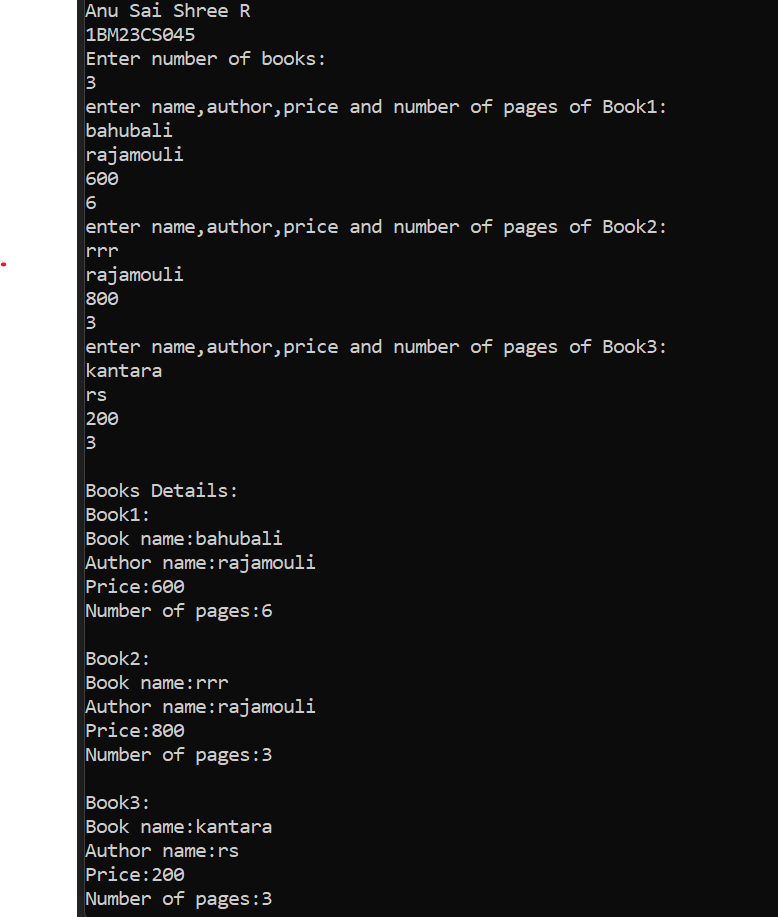 Anu Sai Shree R
1BM23CS045
Enter number of books:
3
enter name,author,price and number of pages of Book1:
bahubali
rajamouli
600
6
enter name,author,price and number of pages of Book2:
rrr
rajamouli
800
3
enter name,author,price and number of pages of Book3:
kantara
rs
200
3
Books Details:
Book1:
Book name:bahubali
Author name:rajamouli
Price:600
Number of pages:6
Book2:
Book name:rrr
Author name:rajamouli
Price:800
Number of pages:3
Book3:
Book name:kantara
Author name:rs
Price:200
Number of pages:3